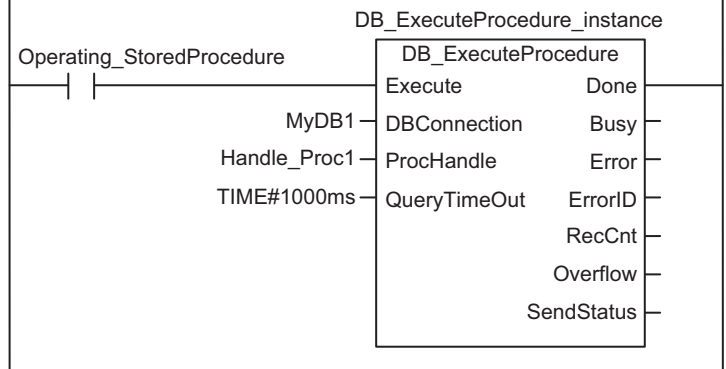 DB_ExecuteProcedure_instance
Operating_StoredProcedure
DB_ExecuteProcedure
Execute Done
MyDB1 DBConnection Busy
Handle_Proc1 ProcHandle Error
TIME#1000ms QueryTimeOut ErrorID
RecCnt
Overflow
SendStatus